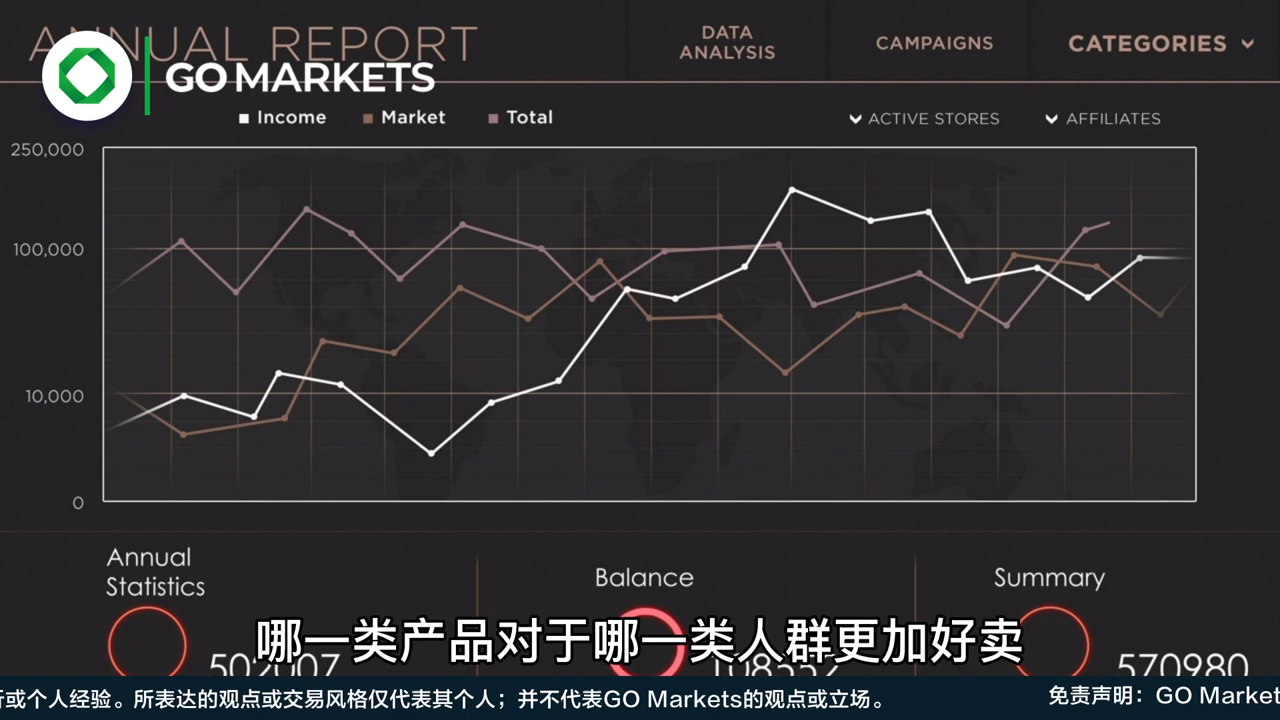 ANNUAL REPORT
GO MARKETS
DATA
ANALYSIS
CAMPAIGNS
CATEGORIES
Income
Market
Total
ACTIVE STORES
AFFILIATES
250,000
100,000
10,000
0
Annual
Statistics
Balance
Summary
502007
108552
570980
哪一类产品对于哪一类人群更加好卖
或个人经验。所表达的观点或交易风格仅代表其个人；并不代表GO Markets的观点或立场。
免责声明：GO Market